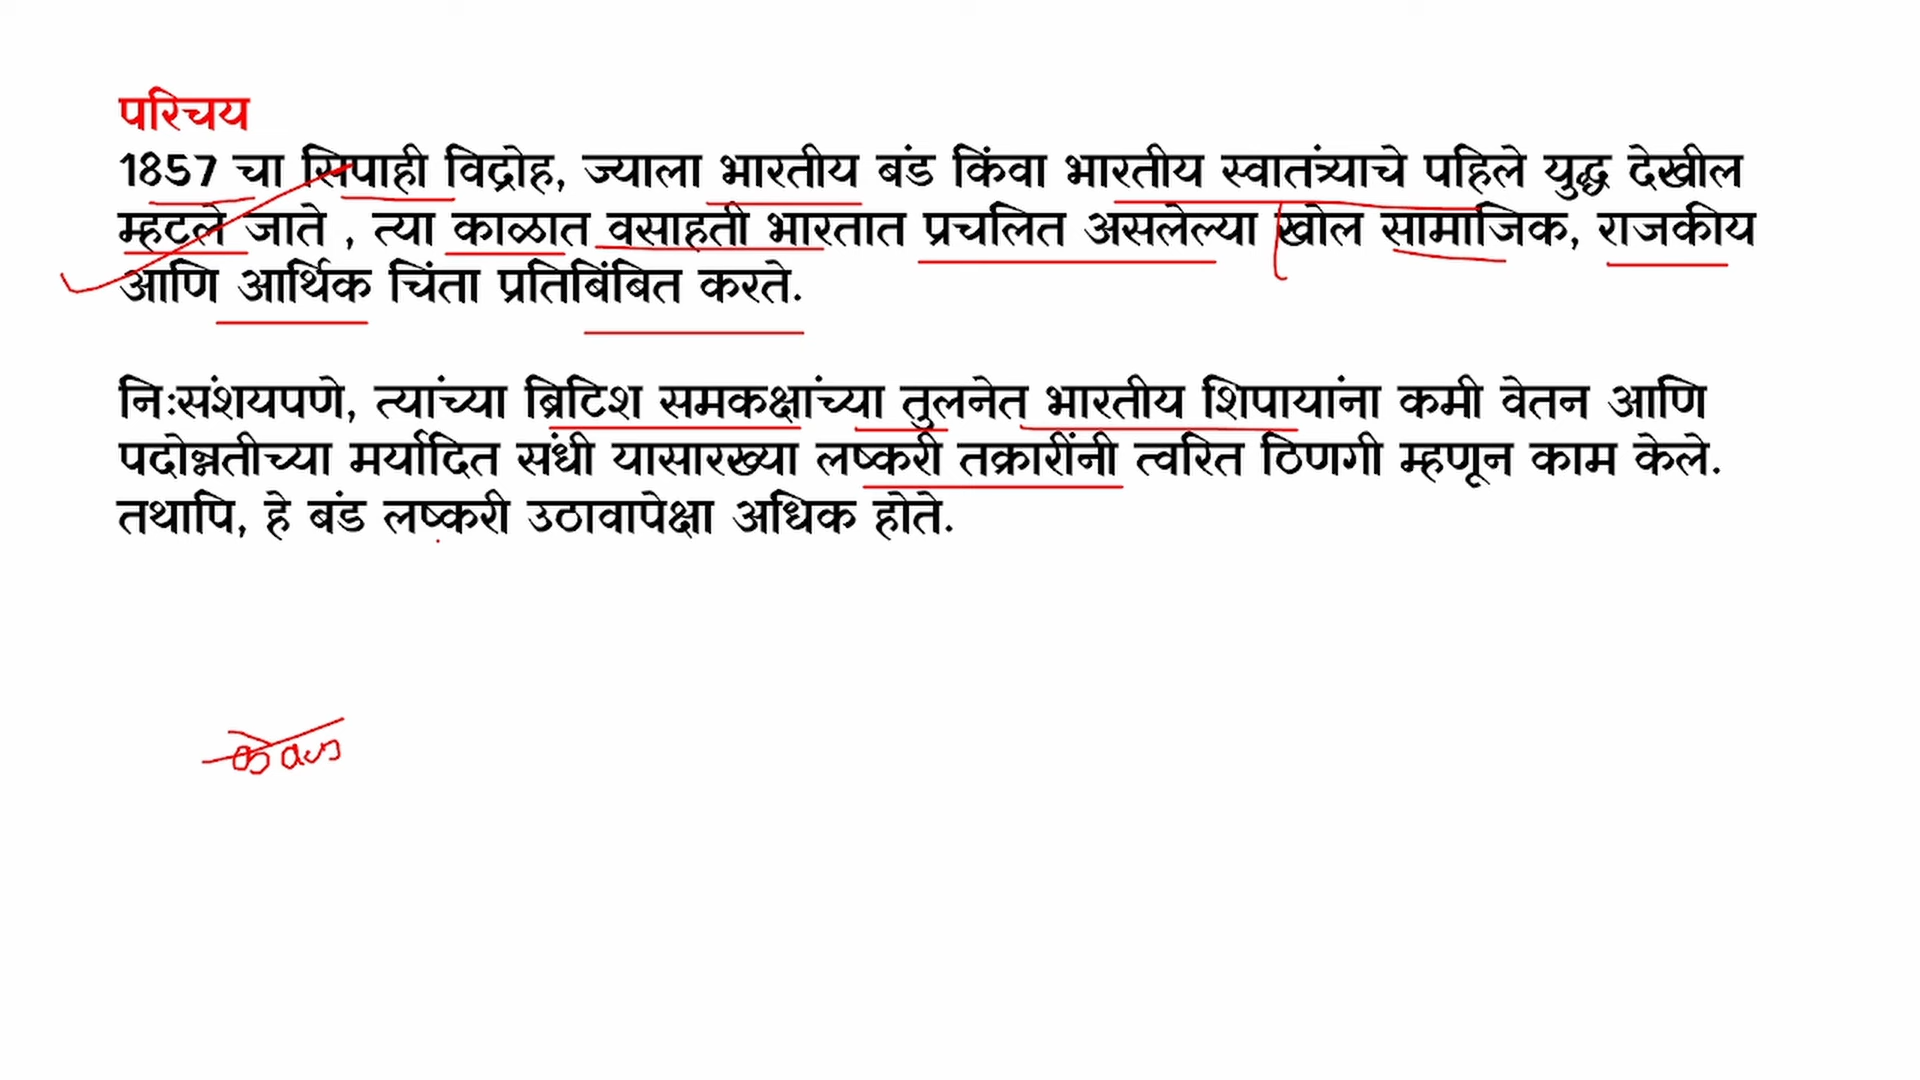 परिचय
1857 चा सिपाही विद्रोह, ज्याला भारतीय बंड किंवा भारतीय स्वातंत्र्याचे पहिले युद्ध देखील
म्हटले जाते , त्या काळात वसाहती भारतात प्रचलित असलेल्या खोल सामाजिक, राजकीय
आणि आर्थिक चिंता प्रतिबिंबित करते.
निःसंशयपणे, त्यांच्या ब्रिटिश समकक्षांच्या तुलनेत भारतीय शिपायांना कमी वेतन आणि
पदोन्नतीच्या मर्यादित संधी यासारख्या लष्करी तक्रारींनी त्वरित ठिणगी म्हणून काम केले.
तथापि, हे बंड लष्करी उठावापेक्षा अधिक होते.